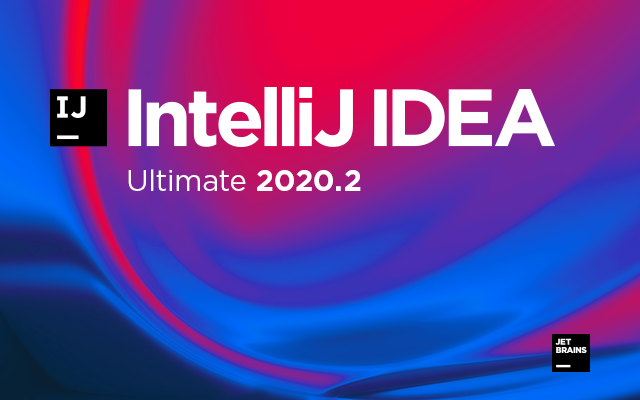 IJ
IntelliJ IDEA
Ultimate 2020.2
JET
BRAINS